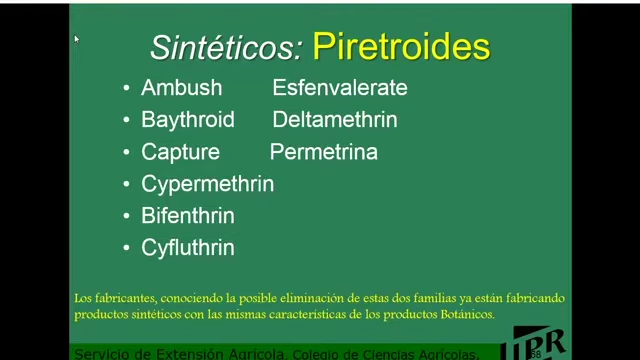 Sintéticos: Piretroides
• Ambush Esfenvalerate
• Baythroid Deltamethrin
• Capture Permetrina
• Cypermethrin
• Bifenthrin
• Cyfluthrin
Los fabricantes, conociendo la posible eliminación de estas dos familias ya están fabricando
productos sintéticos con las mismas características de los productos Botánicos.
UPR
68
Servicio de Extensión Agrícola, Colegio de Ciencias Agrícolas,